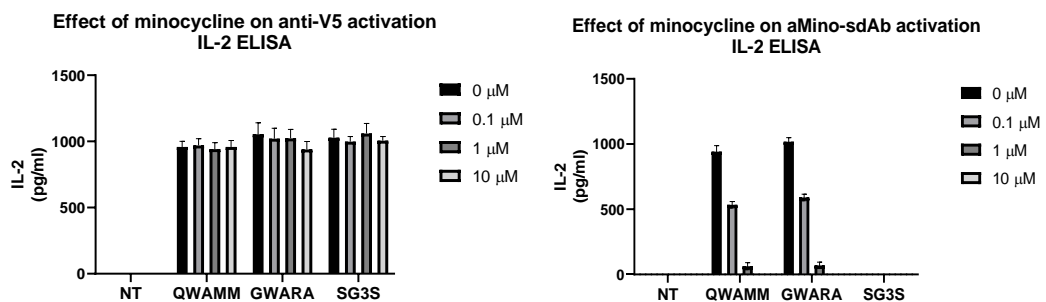 Effect of minocycline on anti-V5 activation
IL-2 ELISA
1500
1000
500
0
IL-2
(pg/ml)
NT
QWAMM
GWARA
SG3S
0 μM
0.1 μM
1 μM
10 μM
Effect of minocycline on aMino-sdAb activation
IL-2 ELISA
1500
1000
500
0
IL-2
(pg/ml)
NT
QWAMM
GWARA
SG3S
0 μM
0.1 μM
1 μM
10 μM